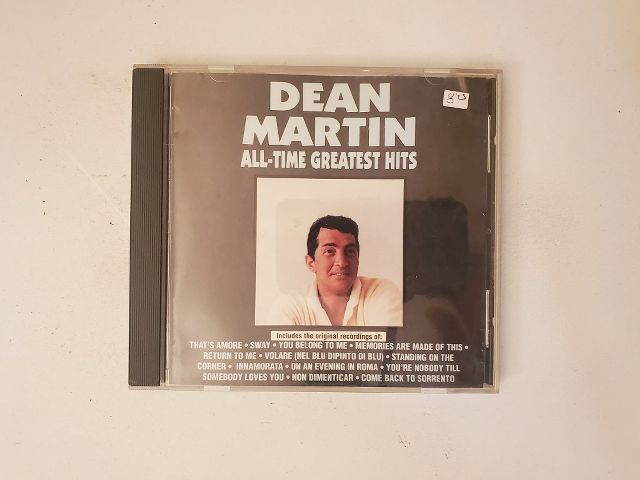 DEAN
MARTIN
ALL-TIME GREATEST HITS
Includes the original recordings of:
THAT'S AMORE • SWAY • YOU BELONG TO ME • MEMORIES ARE MADE OF THIS •
RETURN TO ME • VOLARE (NEL BLU DIPINTO DI BLU) • STANDING ON THE
CORNER • INNAMORATA • ON AN EVENING IN ROMA • YOU'RE NOBODY TILL
SOMEBODY LOVES YOU • NON DIMENTICAR • COME BACK TO SORRENTO